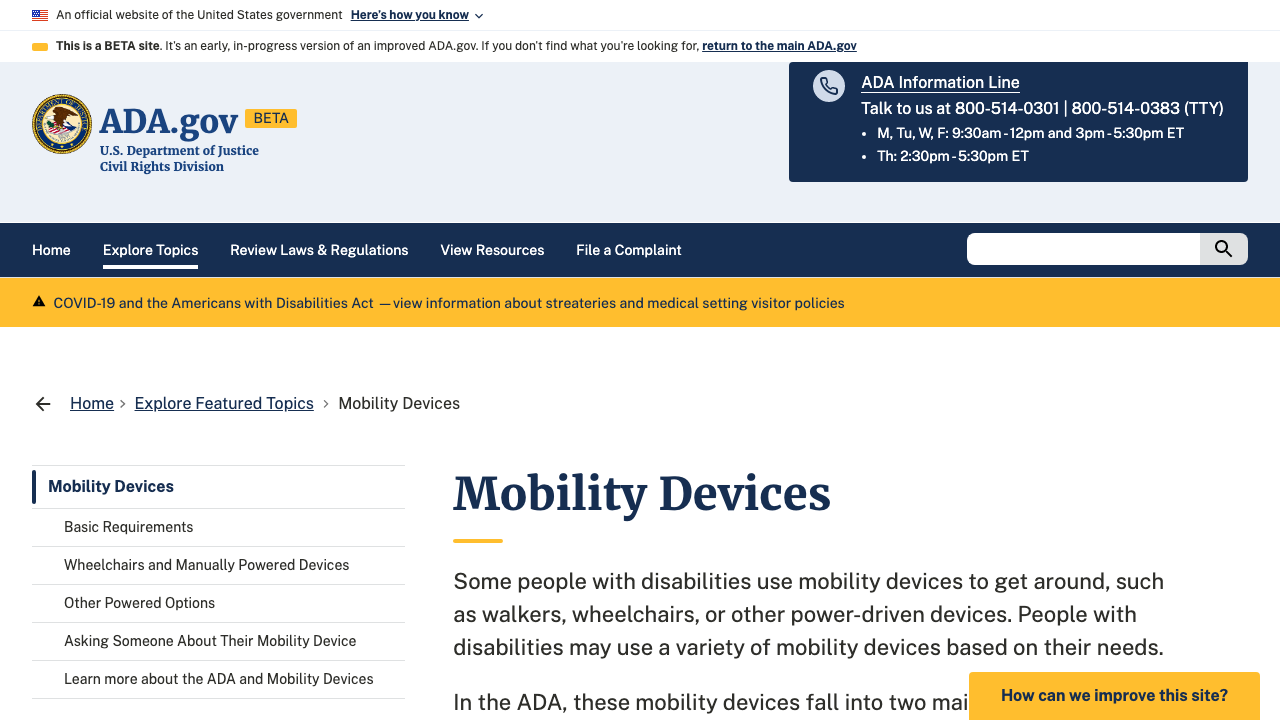 An official website of the United States government Here's how you know
This is a BETA site. It's an early, in-progress version of an improved ADA.gov. If you don't find what you're looking for, return to the main ADA.gov
ADA.gov BETA
U.S. Department of Justice
Civil Rights Division
ADA Information Line
Talk to us at 800-514-0301 | 800-514-0383 (TTY)
• M, Tu, W, F: 9:30am - 12pm and 3pm - 5:30pm ET
• Th: 2:30pm - 5:30pm ET
Home Explore Topics Review Laws & Regulations View Resources File a Complaint
COVID-19 and the Americans with Disabilities Act —view information about streateries and medical setting visitor policies
Home > Explore Featured Topics > Mobility Devices
Mobility Devices
Basic Requirements
Wheelchairs and Manually Powered Devices
Other Powered Options
Asking Someone About Their Mobility Device
Learn more about the ADA and Mobility Devices
Mobility Devices
Some people with disabilities use mobility devices to get around, such
as walkers, wheelchairs, or other power-driven devices. People with
disabilities may use a variety of mobility devices based on their needs.
In the ADA, these mobility devices fall into two mai
How can we improve this site?